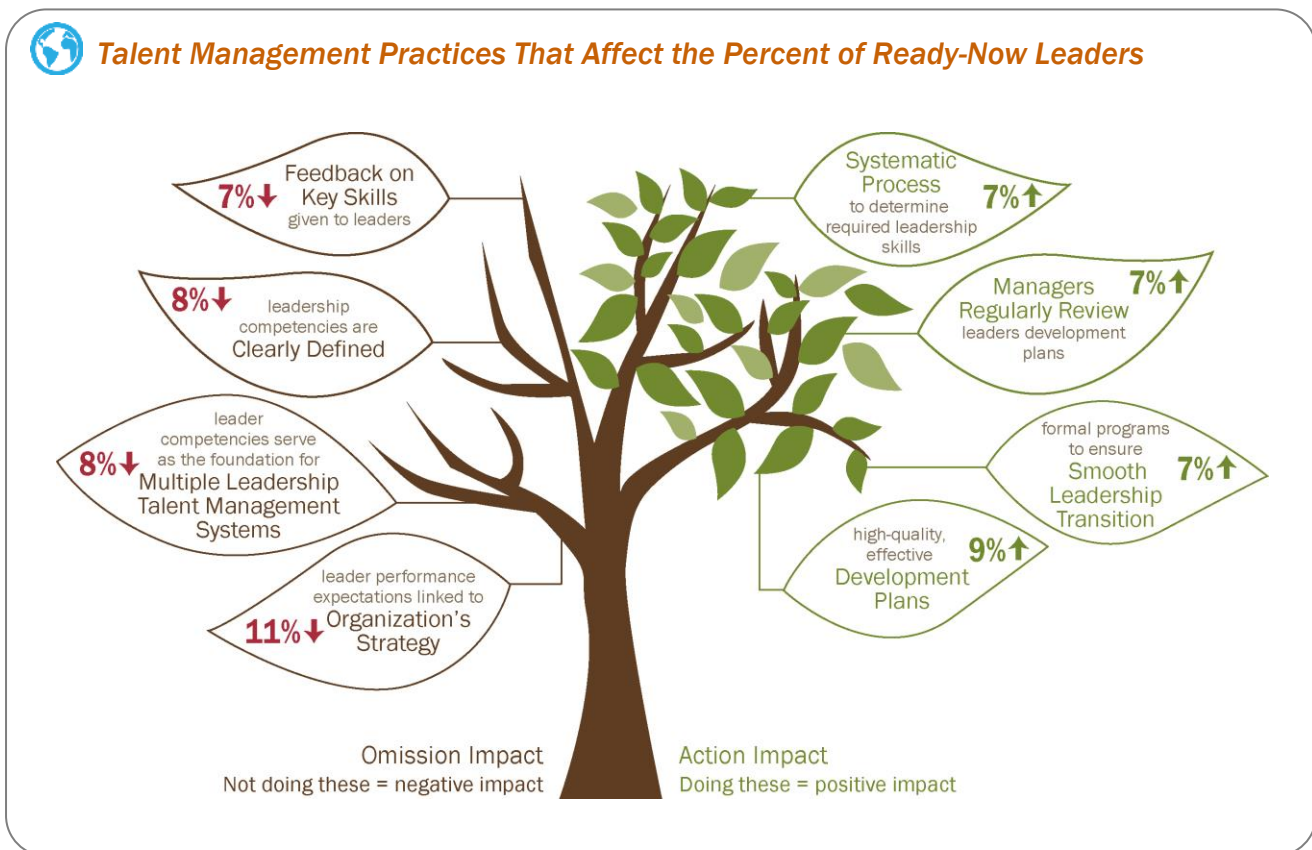 Talent Management Practices That Affect the Percent of Ready-Now Leaders
7%
Feedback on
Key Skills
given to leaders
8%
leadership
competencies are
Clearly Defined
8%
leader
competencies serve
as the foundation for
Multiple Leadership
Talent Management
Systems
11%
leader performance
expectations linked to
Organization's
Strategy
Systematic
Process
to determine
required leadership
skills
7%
Managers
Regularly Review
leaders development
plans
7%
formal programs
to ensure
Smooth
Leadership
Transition
7%
high-quality,
effective
Development
Plans
9%
Omission Impact
Not doing these = negative impact
Action Impact
Doing these = positive impact